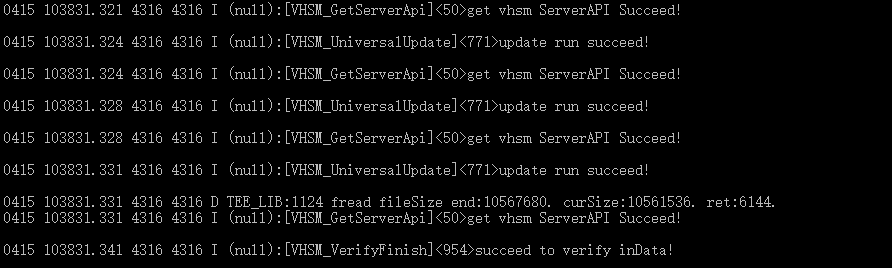 0415 103831.321 4316 4316 I (null):[VHSM_GetServerApi]<50>get vhsm ServerAPI Succeed!
0415 103831.324 4316 4316 I (null):[VHSM_UniversalUpdate]<771>update run succeed!
0415 103831.324 4316 4316 I (null):[VHSM_GetServerApi]<50>get vhsm ServerAPI Succeed!
0415 103831.328 4316 4316 I (null):[VHSM_UniversalUpdate]<771>update run succeed!
0415 103831.328 4316 4316 I (null):[VHSM_GetServerApi]<50>get vhsm ServerAPI Succeed!
0415 103831.331 4316 4316 I (null):[VHSM_UniversalUpdate]<771>update run succeed!
0415 103831.331 4316 4316 D TEE_LIB:1124 fread fileSize end:10567680. curSize:10561536. ret:6144.
0415 103831.331 4316 4316 I (null):[VHSM_GetServerApi]<50>get vhsm ServerAPI Succeed!
0415 103831.341 4316 4316 I (null):[VHSM_VerifyFinish]<954>succeed to verify inData!